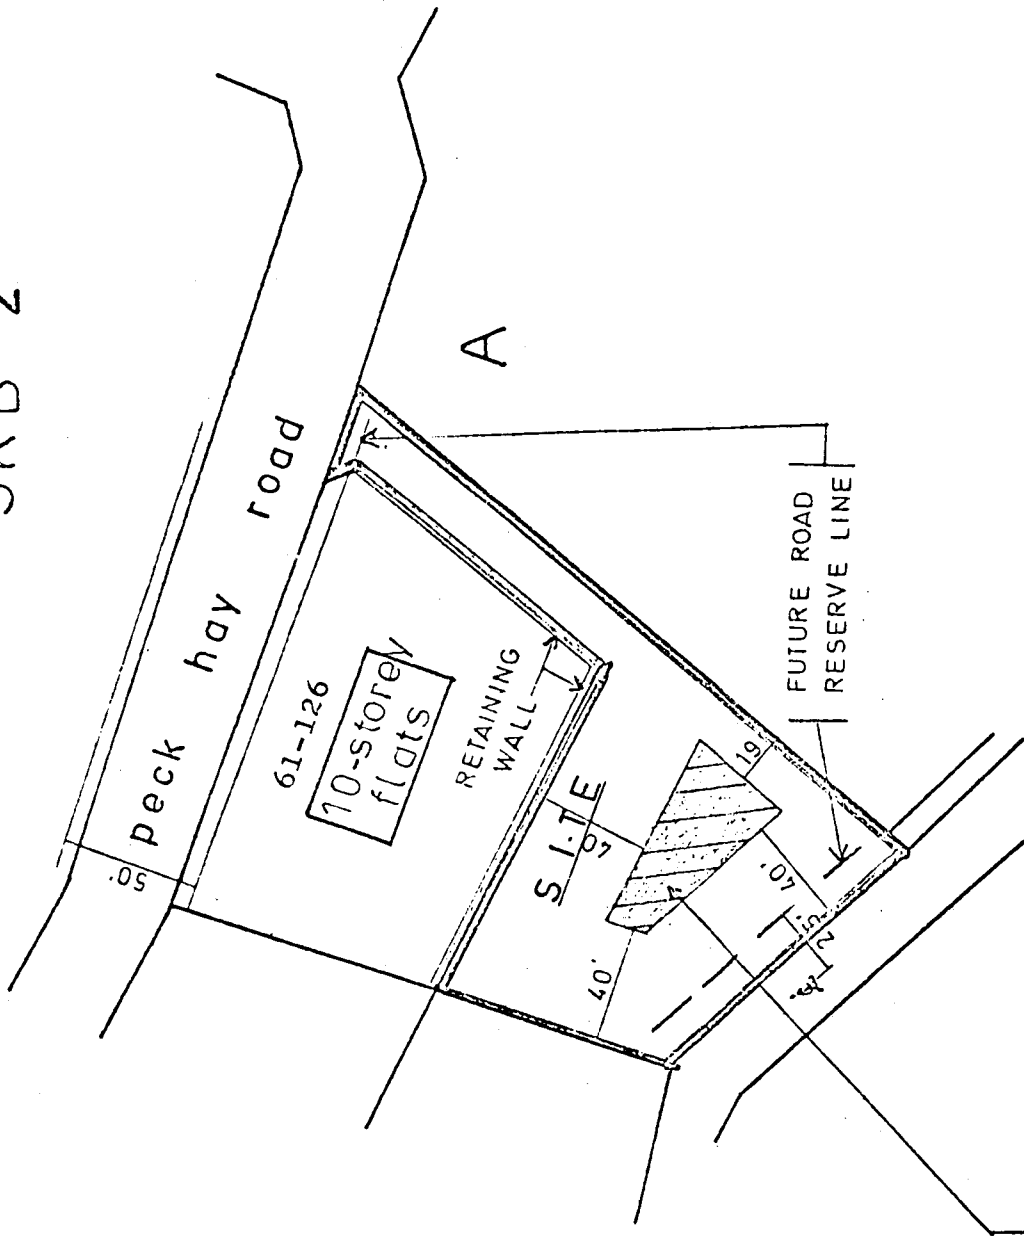 peck hay road
50'
61-126
10-storey
flats
RETAINING
WALL
A
SITE
40
19
40'
40'
25
FUTURE ROAD
RESERVE LINE